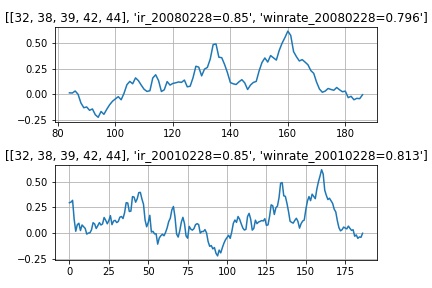 [[32, 38, 39, 42, 44], 'ir_20080228=0.85', 'winrate_20080228=0.796']
0.50
0.25
0.00
−0.25
80 100 120 140 160 180
[[32, 38, 39, 42, 44], 'ir_20010228=0.85', 'winrate_20010228=0.813']
0.50
0.25
0.00
−0.25
0 25 50 75 100 125 150 175